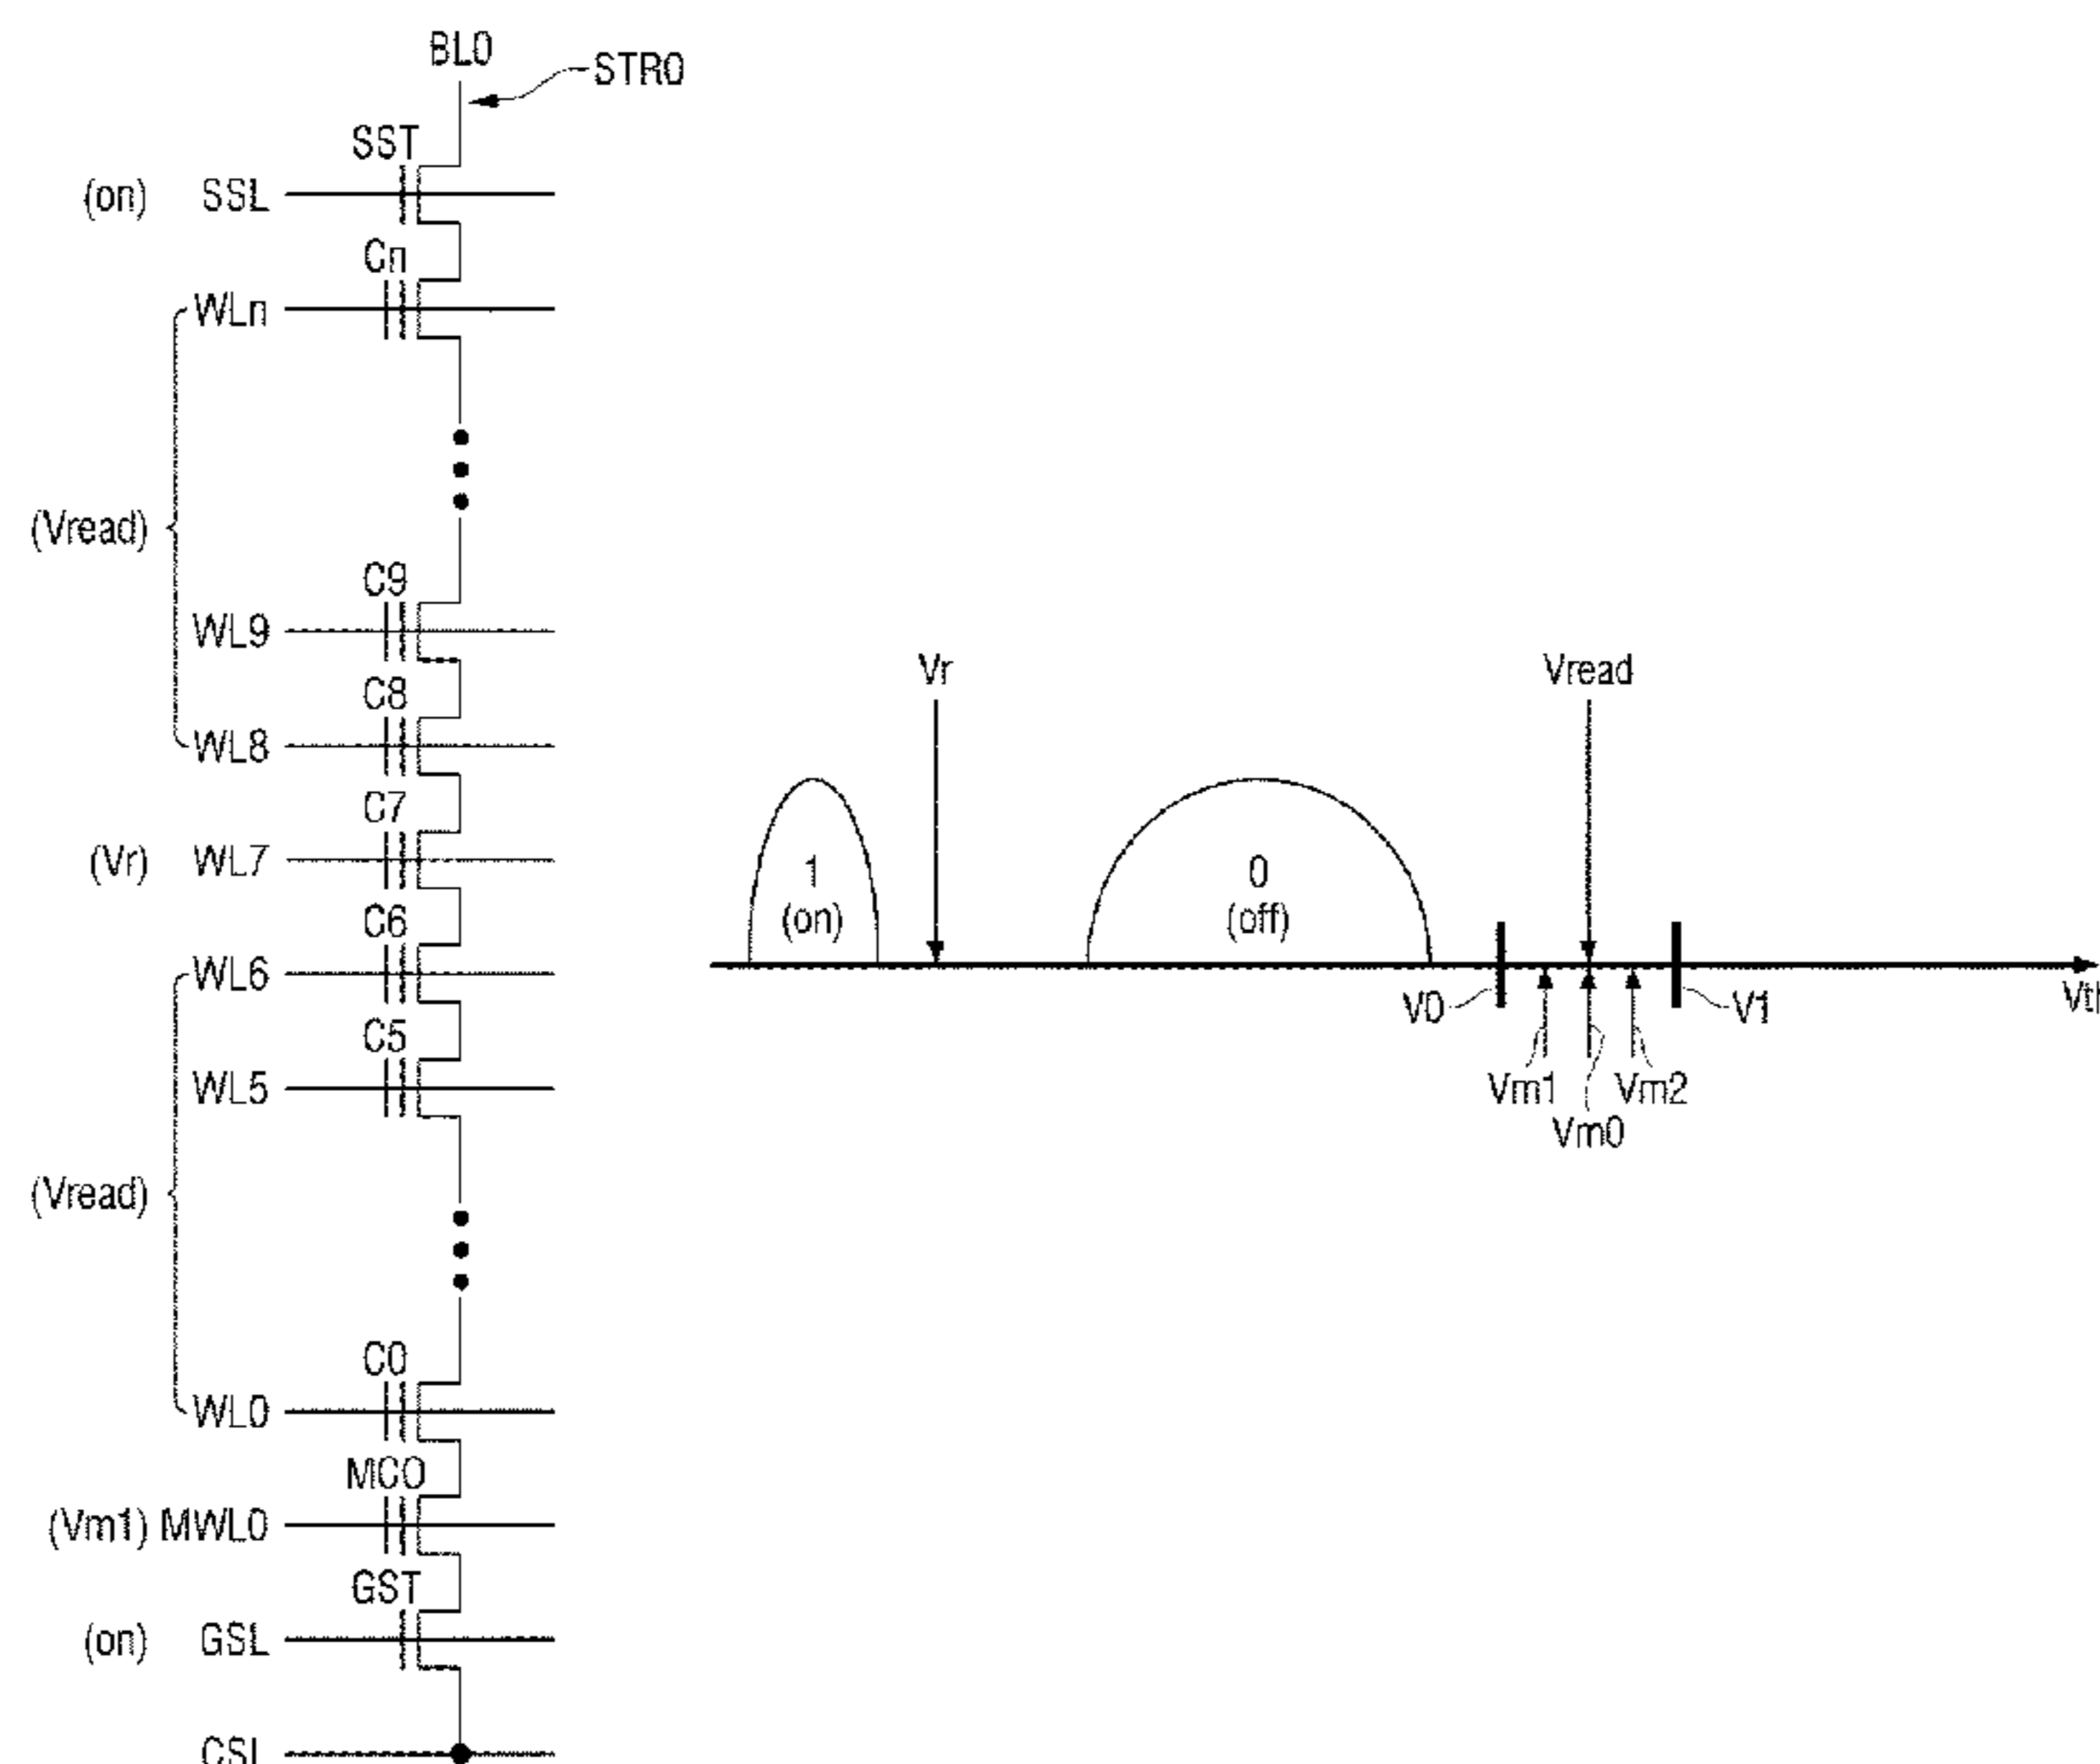 BL0
STR0
SST
(on) SSL
Cn
WLn
(Vread)
C9
WL9
C8
WL8
C7
(Vr) WL7
C6
WL6
C5
WL5
(Vread)
C0
WL0
MC0
(Vm1) MWL0
GST
(on) GSL
CSL
Vr
Vread
1
(on)
0
(off)
V0
V1
Vth
Vm1
Vm2
Vm0